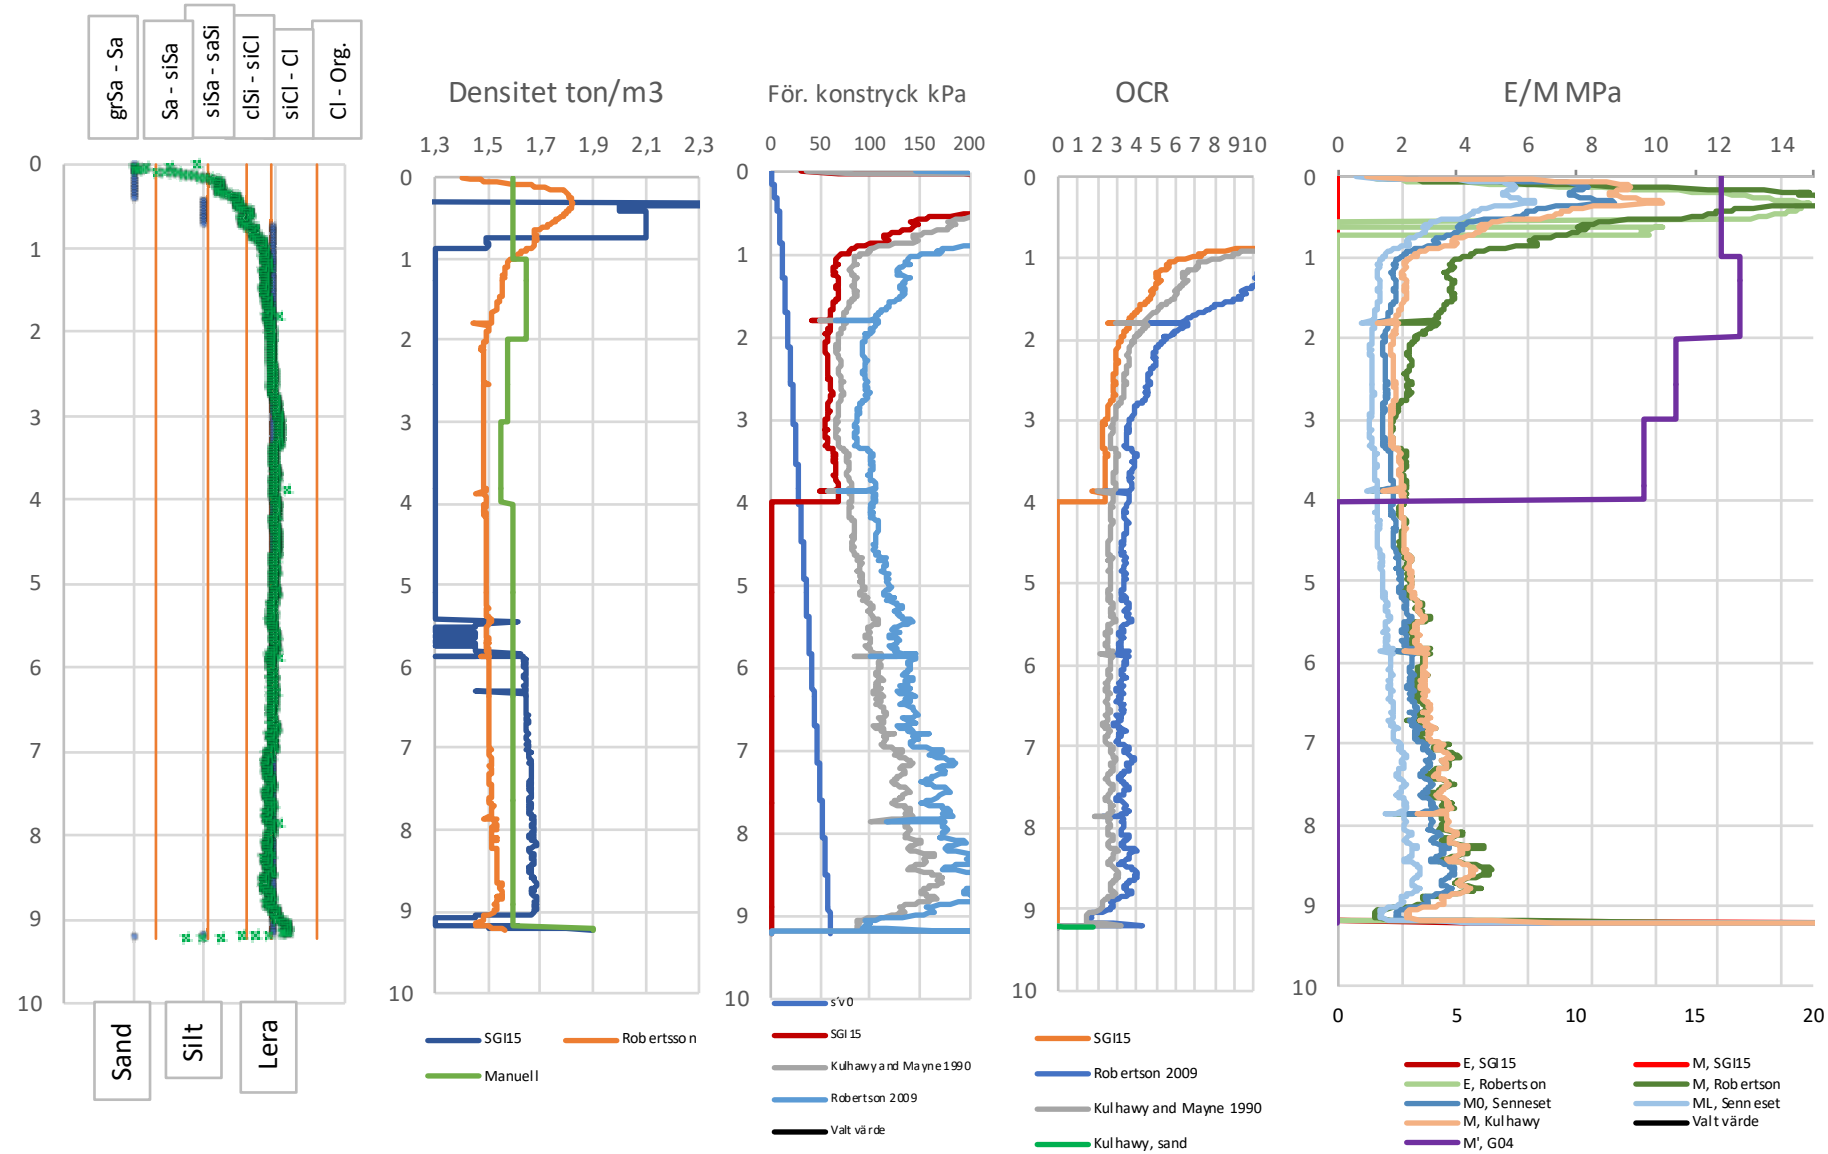 grSa - Sa
Sa - siSa
siSa - saSi
clSi - siCl
siCl - Cl
Cl - Org.
0
1
2
3
4
5
6
7
8
9
10
Sand
Silt
Lera
Densitet ton/m3
1,3 1,5 1,7 1,9 2,1 2,3
0
1
2
3
4
5
6
7
8
9
10
SGI15 Robertsson
Manuell
För. konstryck kPa
0 50 100 150 200
0
1
2
3
4
5
6
7
8
9
10
s'v0
SGI15
Kulhawy and Mayne 1990
Robertson 2009
Valt värde
OCR
0 1 2 3 4 5 6 7 8 9 10
0
1
2
3
4
5
6
7
8
9
10
SGI15
Robertson 2009
Kulhawy and Mayne 1990
Kulhawy, sand
E/M MPa
0 2 4 6 8 10 12 14
0
1
2
3
4
5
6
7
8
9
10
0 5 10 15 20
E, SGI15 M, SGI15
E, Robertson M, Robertson
M0, Senneset ML, Senneset
M, Kulhawy Valt värde
M', G04